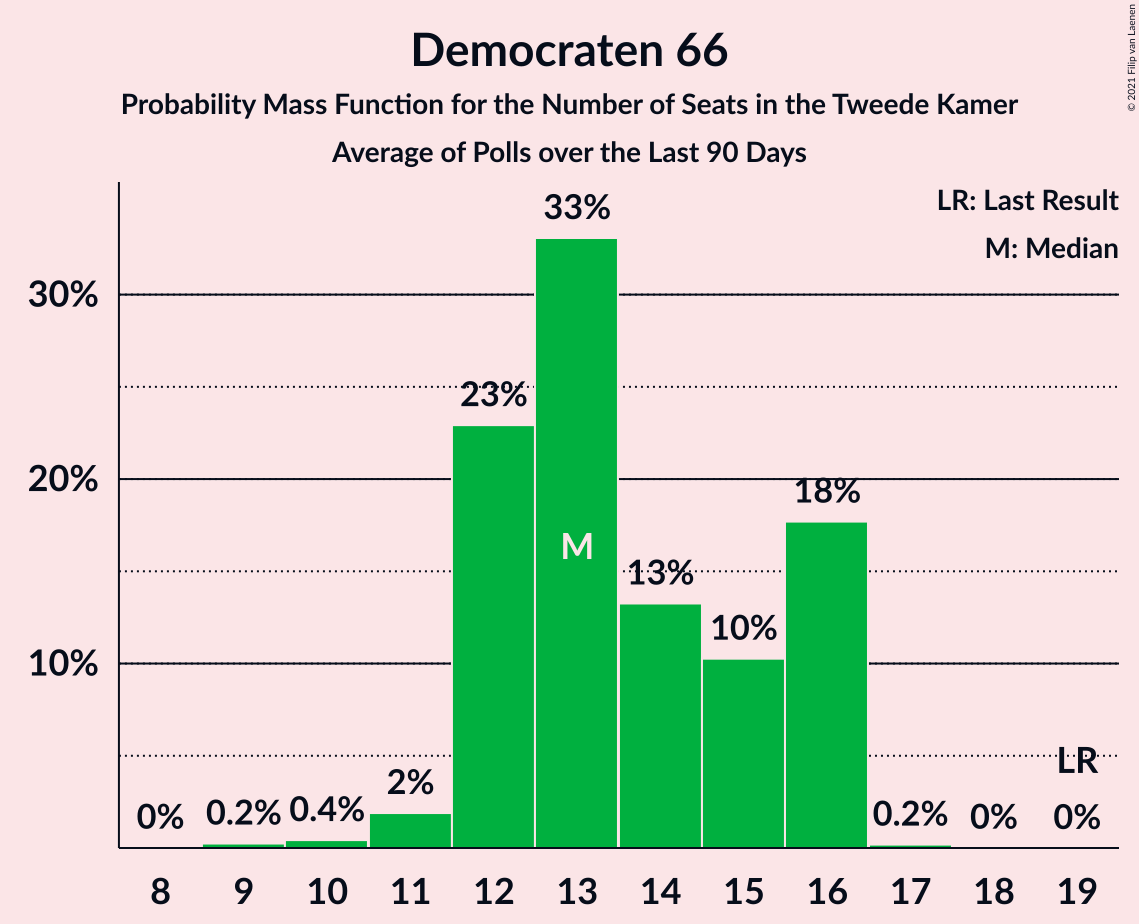 Democraten 66
Probability Mass Function for the Number of Seats in the Tweede Kamer
Average of Polls over the Last 90 Days
© 2021 Filip van Laenen
LR: Last Result
M: Median
33%
30%
23%
20%
18%
M
13%
10%
10%
LR
2%
0% 0.2% 0.4% 0.2% 0% 0%
8 9 10 11 12 13 14 15 16 17 18 19